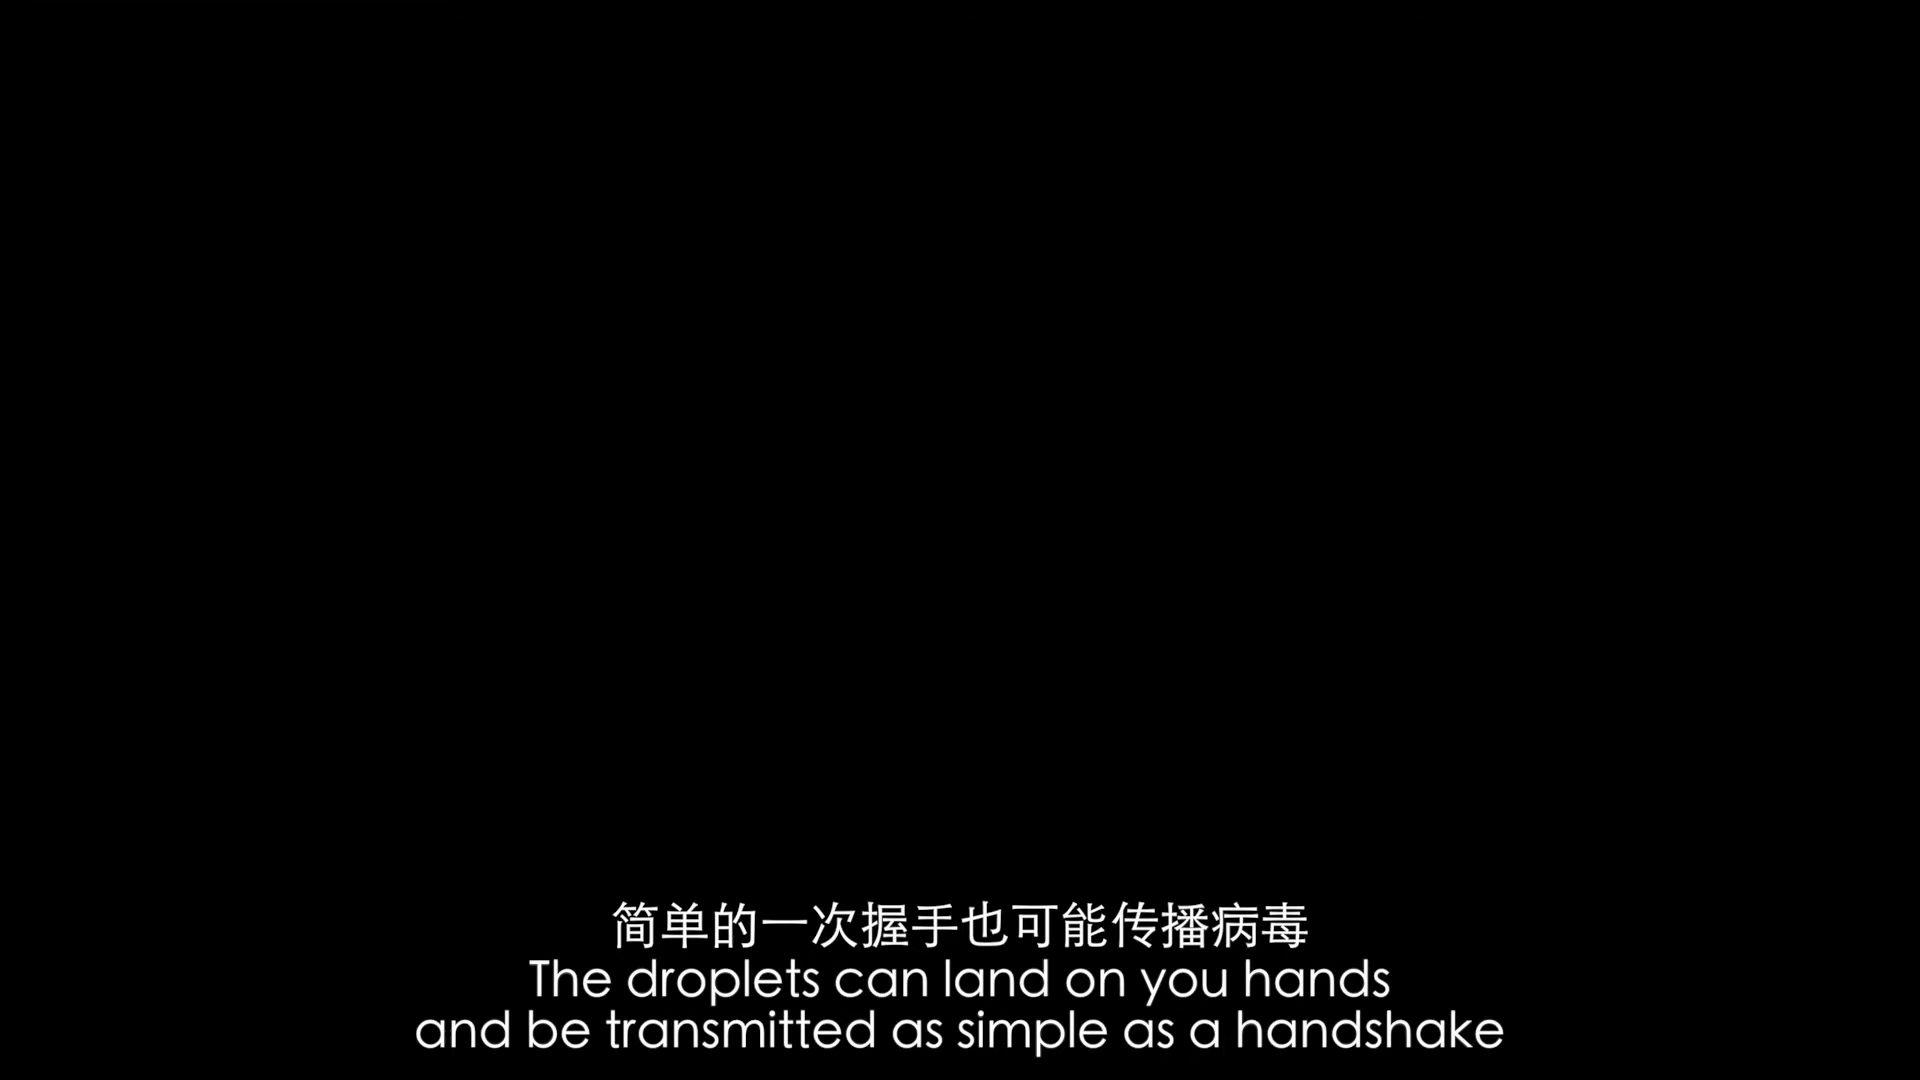 简单的一次握手也可能传播病毒
The droplets can land on you hands
and be transmitted as simple as a handshake